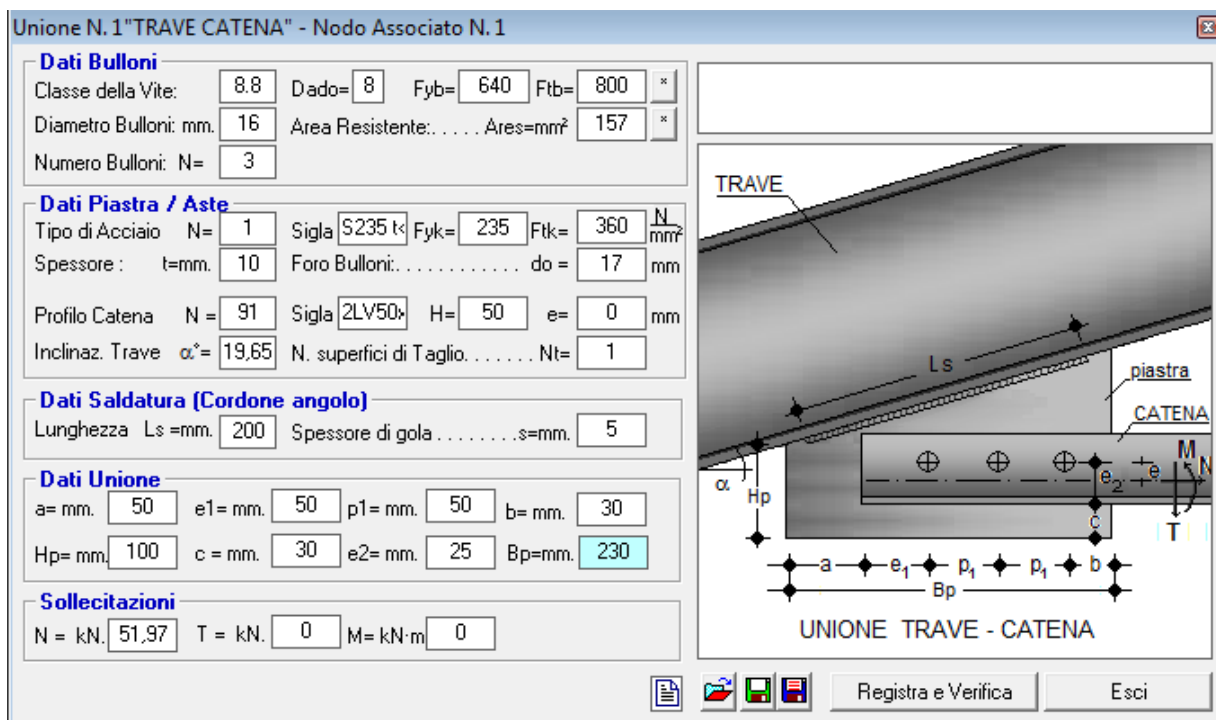 Unione N. 1"TRAVE CATENA" - Nodo Associato N. 1
Dati Bulloni
Classe della Vite: 8.8 Dado= 8 Fyb= 640 Ftb= 800 *
Diametro Bulloni: mm. 16 Area Resistente:. . . . . Ares=mm² 157 *
Numero Bulloni: N= 3
Dati Piastra / Aste
Tipo di Acciaio N= 1 Sigla S235 t< Fyk= 235 Ftk= 360 N/mm²
Spessore : t=mm. 10 Foro Bulloni:. . . . . . . . . . . . do = 17 mm
Profilo Catena N = 91 Sigla 2LV50x H= 50 e= 0 mm
Inclinaz. Trave α°= 19,65 N. superfici di Taglio. . . . . . . Nt= 1
Dati Saldatura (Cordone angolo)
Lunghezza Ls =mm. 200 Spessore di gola . . . . . . . .s=mm. 5
Dati Unione
a= mm. 50 e1= mm. 50 p1= mm. 50 b= mm. 30
Hp= mm. 100 c = mm. 30 e2= mm. 25 Bp=mm. 230
Sollecitazioni
N = kN. 51,97 T = kN. 0 M= kN·m 0
TRAVE
Ls
piastra
CATENA
M
N
e
e2
α
Hp
c
T
a e1 p1 p1 b
Bp
UNIONE TRAVE - CATENA
Registra e Verifica
Esci